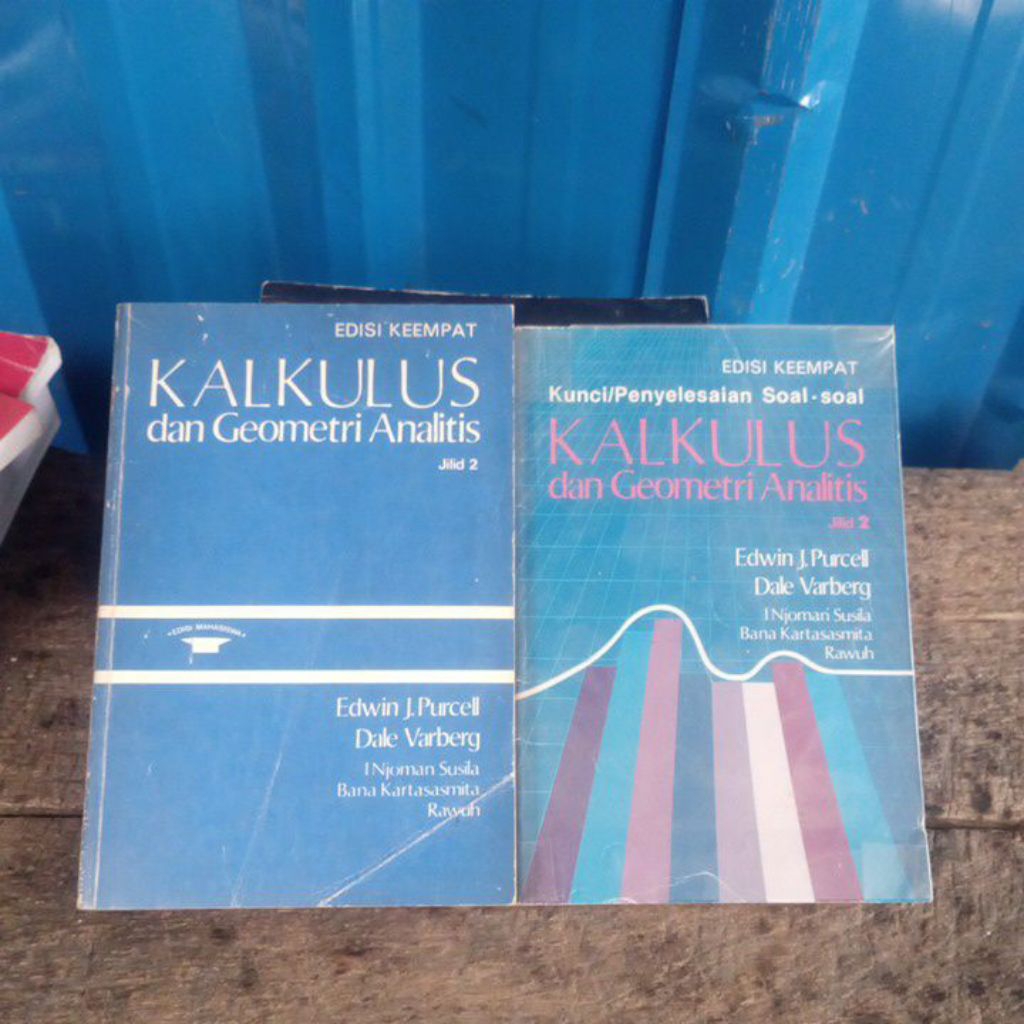 EDISI KEEMPAT
KALKULUS
dan Geometri Analitis
Jilid 2
•EDISI MAHASISWA•
Edwin J. Purcell
Dale Varberg
I Njoman Susila
Bana Kartasasmita
Rawuh
EDISI KEEMPAT
Kunci/Penyelesaian Soal-soal
KALKULUS
dan Geometri Analitis
Jilid 2
Edwin J. Purcell
Dale Varberg
I Njoman Susila
Bana Kartasasmita
Rawuh